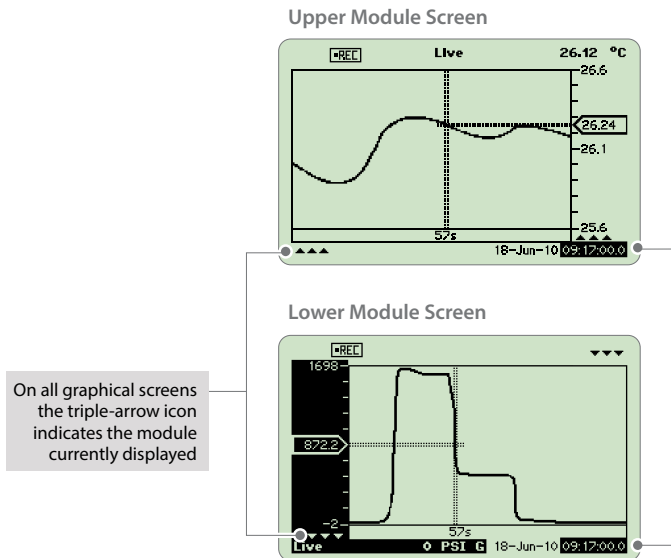 Upper Module Screen
REC Live 26.12 °C
26.6
26.24
26.1
25.6
57s
18-Jun-10 09:17:00.0
Lower Module Screen
REC
1698
872.2
-2
57s
Live 0 PSI G 18-Jun-10 09:17:00.0
On all graphical screens
the triple-arrow icon
indicates the module
currently displayed